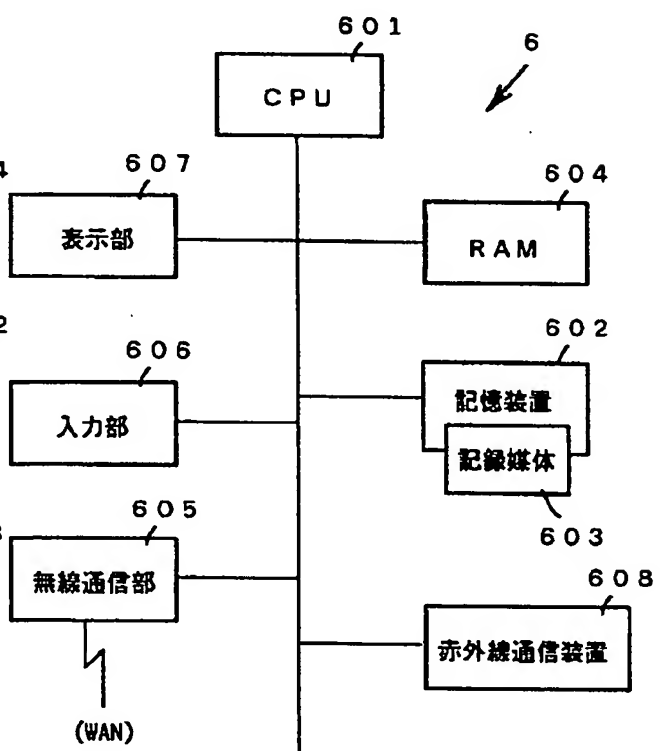 ６０１
６
ＣＰＵ
６０７
６０４
表示部
ＲＡＭ
６０６
６０２
入力部
記憶装置
記録媒体
６０５
６０３
無線通信部
６０８
赤外線通信装置
(WAN)